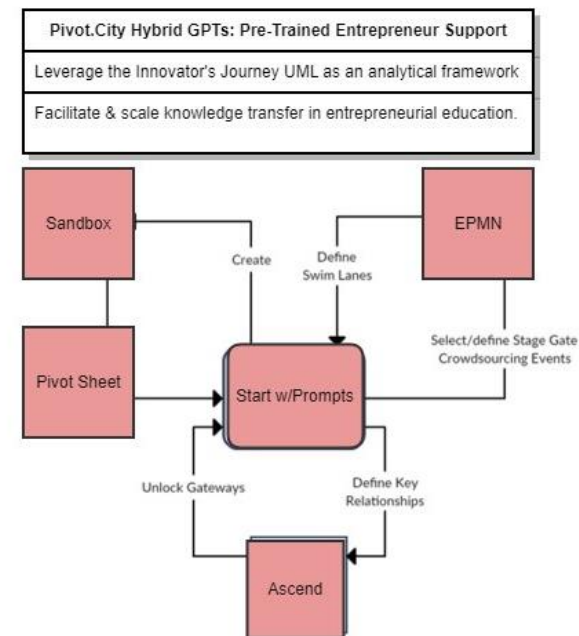 Pivot.City Hybrid GPTs: Pre-Trained Entrepreneur Support
Leverage the Innovator's Journey UML as an analytical framework
Facilitate & scale knowledge transfer in entrepreneurial education.
Sandbox
EPMN
Create
Define
Swim Lanes
Select/define Stage Gate
Crowdsourcing Events
Pivot Sheet
Start w/Prompts
Unlock Gateways
Define Key
Relationships
Ascend